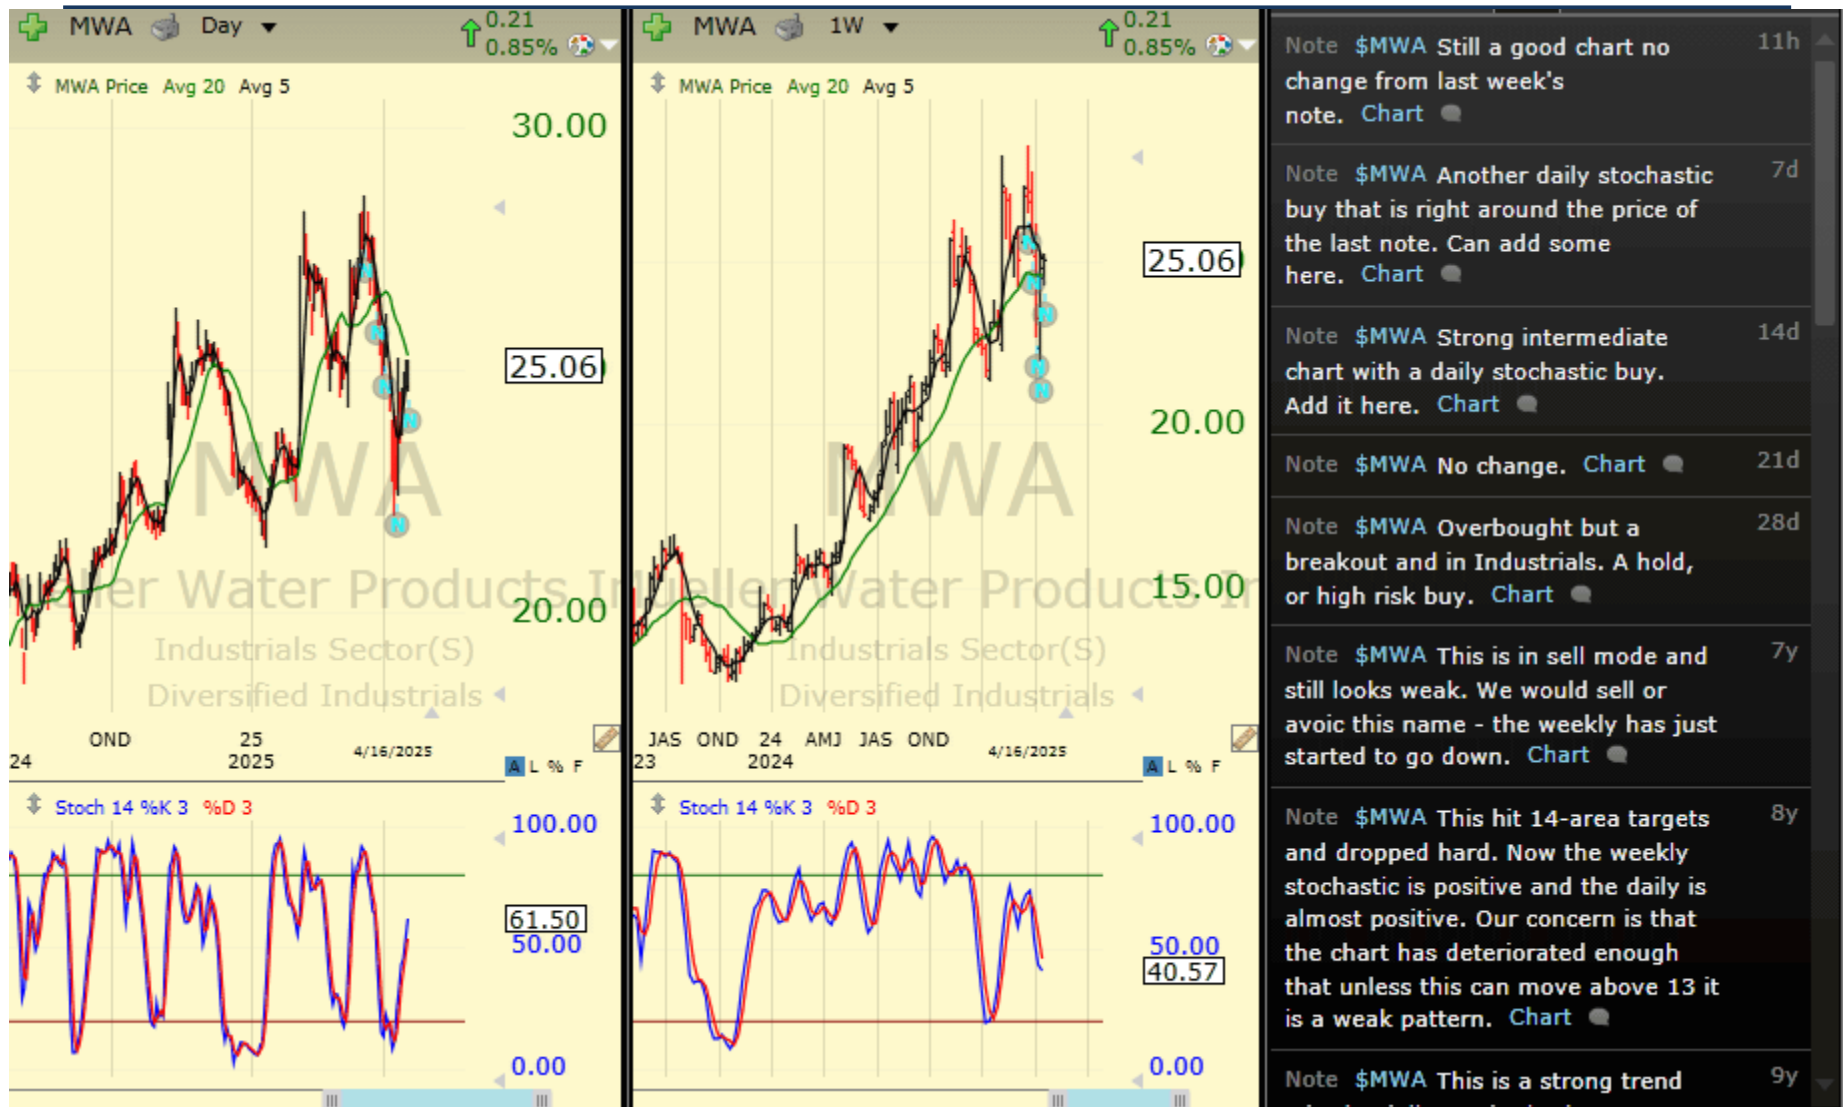 MWA Day
0.21
0.85%
MWA Price Avg 20 Avg 5
30.00
25.06
20.00
MWA
Water Products
Industrials Sector(S)
Diversified Industrials
OND 25
24 2025 4/16/2025
A L % F
Stoch 14 %K 3 %D 3
100.00
61.50
50.00
0.00
MWA 1W
0.21
0.85%
MWA Price Avg 20 Avg 5
25.06
20.00
15.00
MWA
Water Products
Industrials Sector(S)
Diversified Industrials
JAS OND 24 AMJ JAS OND
23 2024 4/16/2025
A L % F
Stoch 14 %K 3 %D 3
100.00
50.00
40.57
0.00
Note $MWA Still a good chart no 11h
change from last week's
note. Chart
Note $MWA Another daily stochastic 7d
buy that is right around the price of
the last note. Can add some
here. Chart
Note $MWA Strong intermediate 14d
chart with a daily stochastic buy.
Add it here. Chart
Note $MWA No change. Chart 21d
Note $MWA Overbought but a 28d
breakout and in Industrials. A hold,
or high risk buy. Chart
Note $MWA This is in sell mode and 7y
still looks weak. We would sell or
avoic this name - the weekly has just
started to go down. Chart
Note $MWA This hit 14-area targets 8y
and dropped hard. Now the weekly
stochastic is positive and the daily is
almost positive. Our concern is that
the chart has deteriorated enough
that unless this can move above 13 it
is a weak pattern. Chart
Note $MWA This is a strong trend 9y